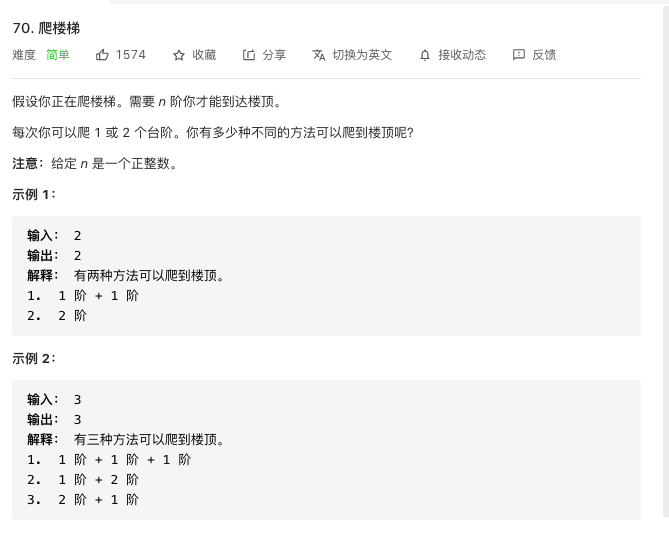 70. 爬楼梯
难度 简单 1574 收藏 分享 切换为英文 接收动态 反馈
假设你正在爬楼梯。需要 n 阶你才能到达楼顶。
每次你可以爬 1 或 2 个台阶。你有多少种不同的方法可以爬到楼顶呢?
注意：给定 n 是一个正整数。
示例 1：
输入： 2
输出： 2
解释： 有两种方法可以爬到楼顶。
1. 1 阶 + 1 阶
2. 2 阶
示例 2：
输入： 3
输出： 3
解释： 有三种方法可以爬到楼顶。
1. 1 阶 + 1 阶 + 1 阶
2. 1 阶 + 2 阶
3. 2 阶 + 1 阶